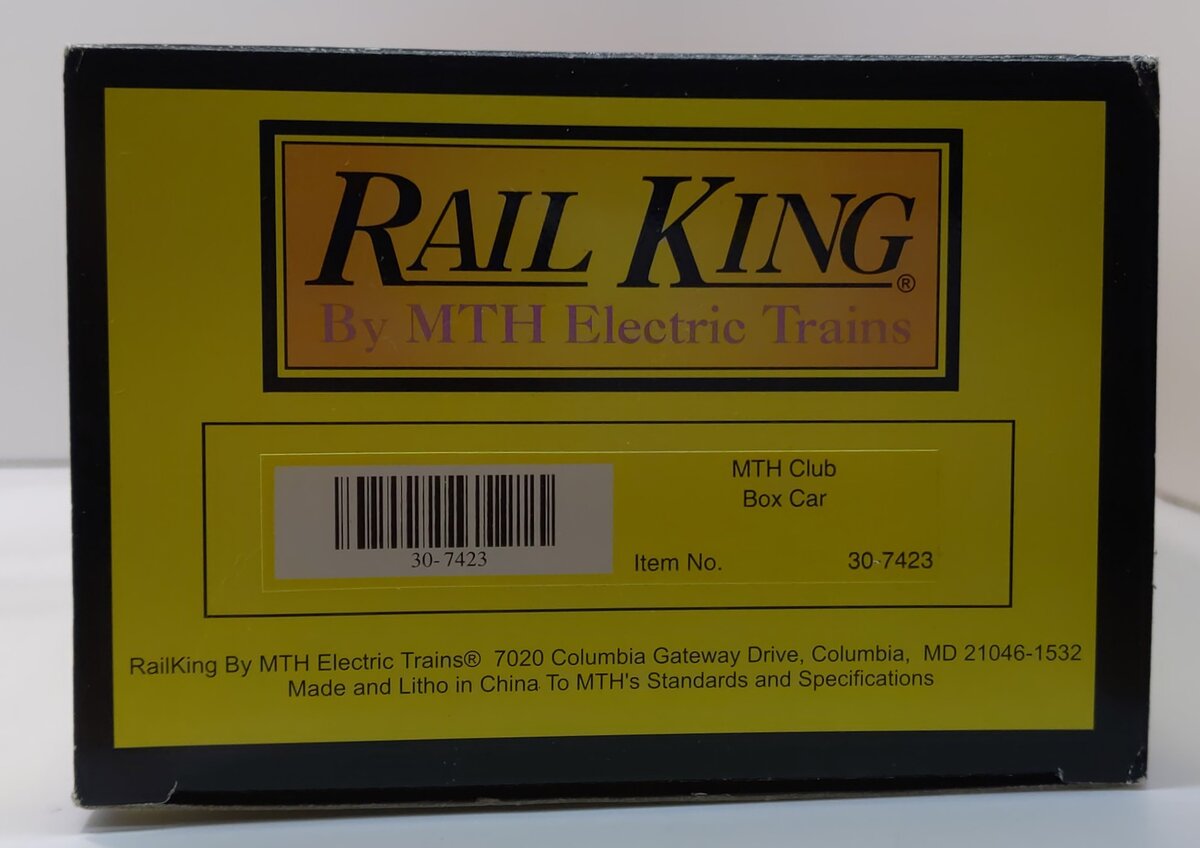 RAIL KING®
By MTH Electric Trains
MTH Club
Box Car
30-7423
Item No. 30-7423
RailKing By MTH Electric Trains® 7020 Columbia Gateway Drive, Columbia, MD 21046-1532
Made and Litho in China To MTH's Standards and Specifications